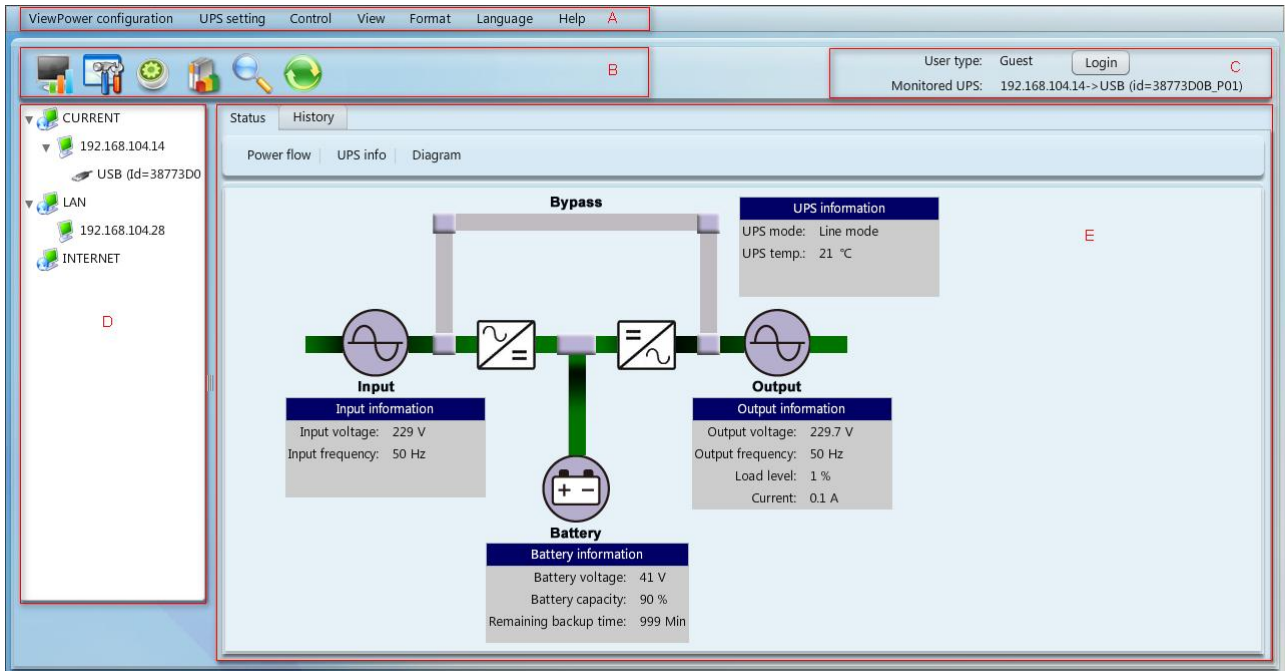 ViewPower configuration UPS setting Control View Format Language Help A
B
User type: Guest Login C
Monitored UPS: 192.168.104.14->USB (id=38773D0B_P01)
CURRENT
192.168.104.14
USB (Id=38773D0
LAN
192.168.104.28
INTERNET
D
Status History
Power flow UPS info Diagram
E
Bypass
UPS information
UPS mode: Line mode
UPS temp.: 21 ℃
Input
Input information
Input voltage: 229 V
Input frequency: 50 Hz
Output
Output information
Output voltage: 229.7 V
Output frequency: 50 Hz
Load level: 1 %
Current: 0.1 A
Battery
Battery information
Battery voltage: 41 V
Battery capacity: 90 %
Remaining backup time: 999 Min